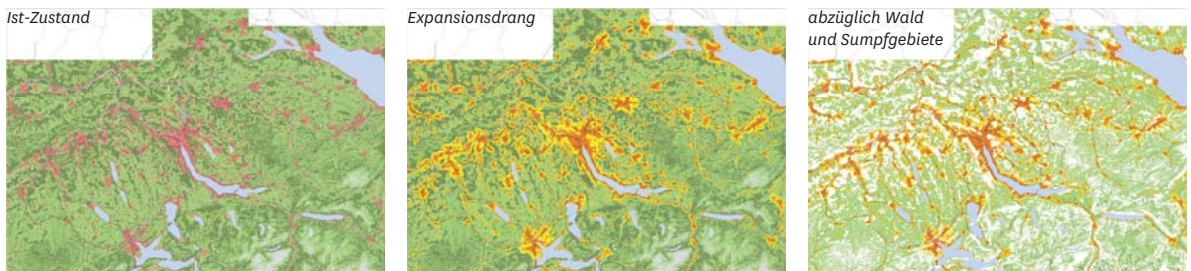 Ist-Zustand
Expansionsdrang
abzüglich Wald
und Sumpfgebiete